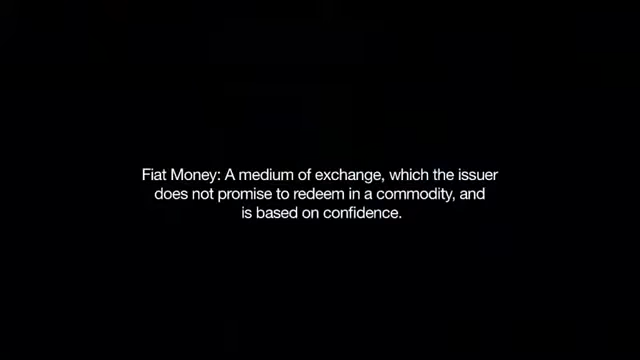 Fiat Money: A medium of exchange, which the issuer
does not promise to redeem in a commodity, and
is based on confidence.